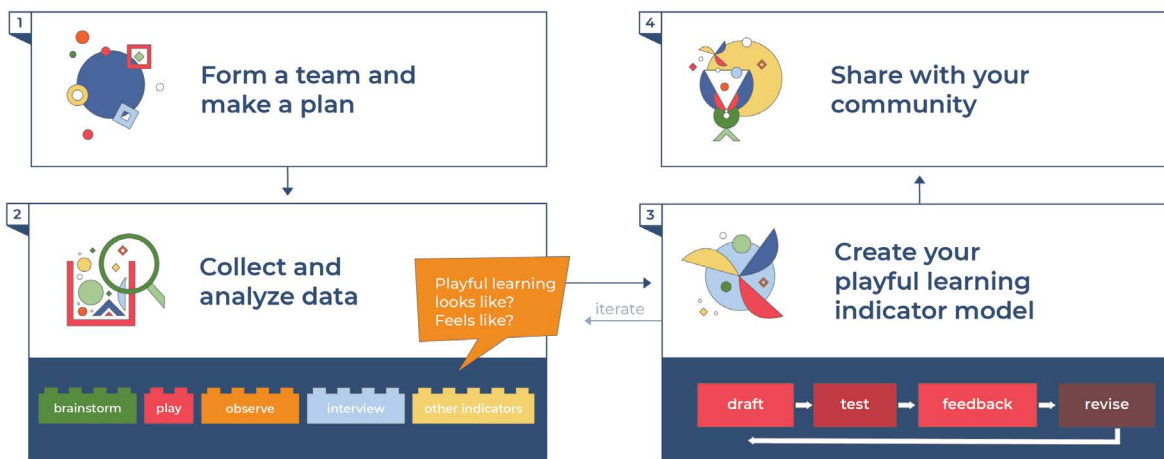 1
Form a team and
make a plan
2
Collect and
analyze data
Playful learning
looks like?
Feels like?
brainstorm
play
observe
interview
other indicators
iterate
3
Create your
playful learning
indicator model
draft
test
feedback
revise
4
Share with your
community